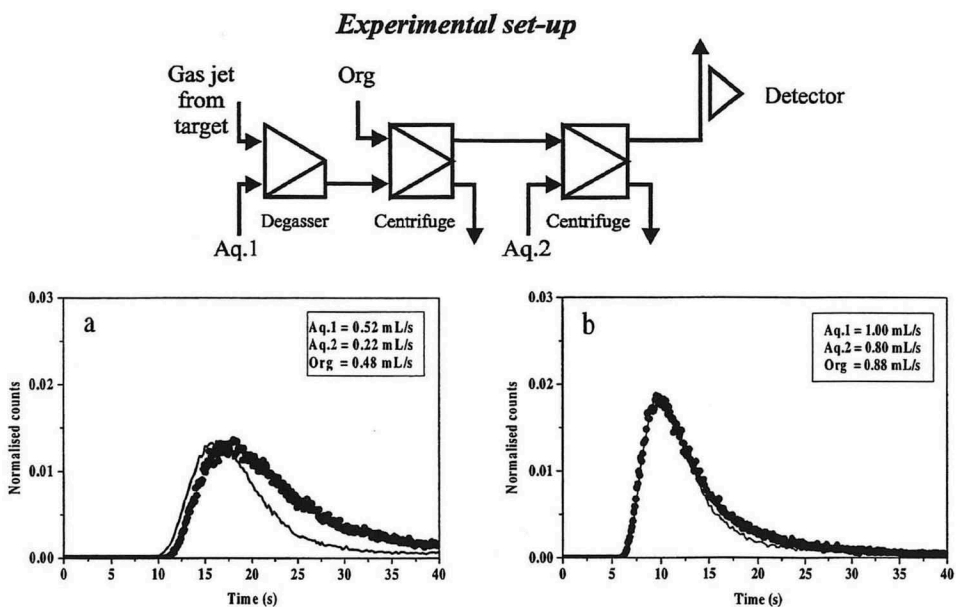 Experimental set-up
Gas jet
from
target
Org
Detector
Degasser
Centrifuge
Centrifuge
Aq.1
Aq.2
0.03
0.02
0.01
0.00
Normalised counts
a
Aq.1 = 0.52 mL/s
Aq.2 = 0.22 mL/s
Org = 0.48 mL/s
0 5 10 15 20 25 30 35 40
Time (s)
0.03
0.02
0.01
0.00
Normalised counts
b
Aq.1 = 1.00 mL/s
Aq.2 = 0.80 mL/s
Org = 0.88 mL/s
0 5 10 15 20 25 30 35 40
Time (s)